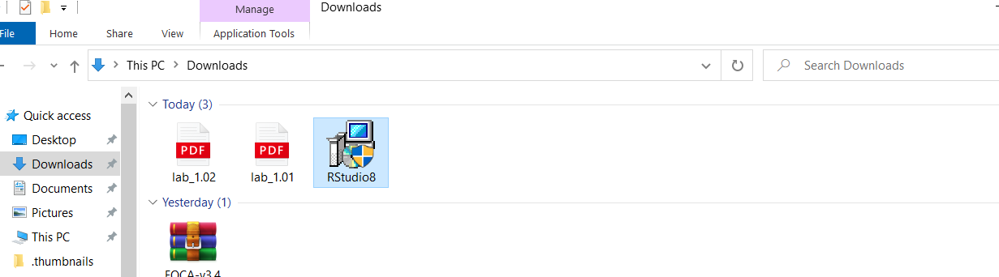 Manage
Downloads
File
Home
Share
View
Application Tools
This PC
Downloads
Search Downloads
Quick access
Desktop
Downloads
Documents
Pictures
This PC
.thumbnails
Today (3)
PDF
lab_1.02
PDF
lab_1.01
RStudio8
Yesterday (1)
FOCA-v3.4